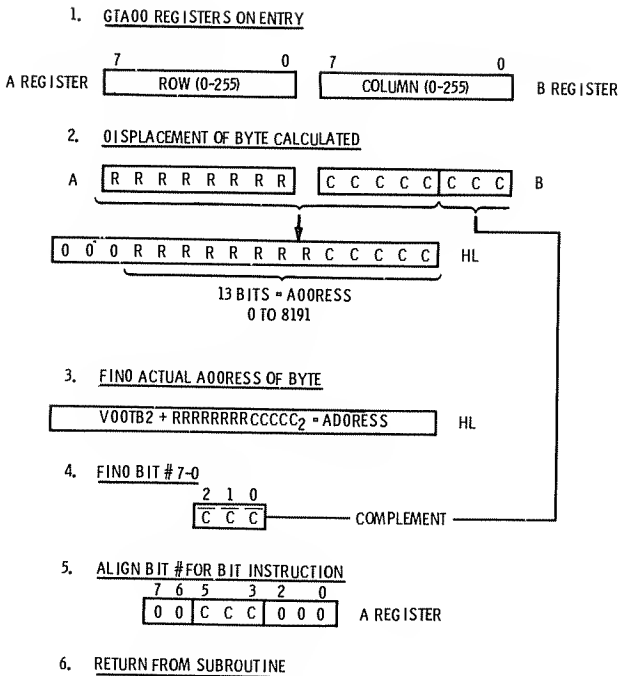 1. GTA00 REGISTERS ON ENTRY
7 0 7 0
A REGISTER ROW (0-255) COLUMN (0-255) B REGISTER
2. 0ISPLACEMENT OF BYTE CALCULATED
A R R R R R R R R C C C C C C C C B
0 0 0 R R R R R R R R C C C C C HL
13 BITS = A00RESS
0 TO 8191
3. FIN0 ACTUAL A00RESS OF BYTE
V00TB2 + RRRRRRRRCCCCC2 = ADORESS HL
4. FIN0 BIT # 7-0
2 1 0
C C C COMPLEMENT
5. ALIGN BIT # FOR BIT INSTRUCTION
7 6 5 3 2 0
0 0 C C C 0 0 0 A REGISTER
6. RETURN FROM SUBROUTINE